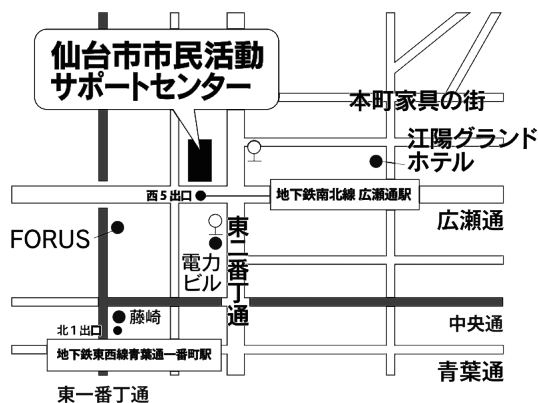 仙台市市民活動
サポートセンター
本町家具の街
江陽グランド
ホテル
西5出口
地下鉄南北線 広瀬通駅
広瀬通
FORUS
東二番丁通
電力
ビル
藤崎
中央通
北1出口
地下鉄東西線青葉通一番町駅
青葉通
東一番丁通